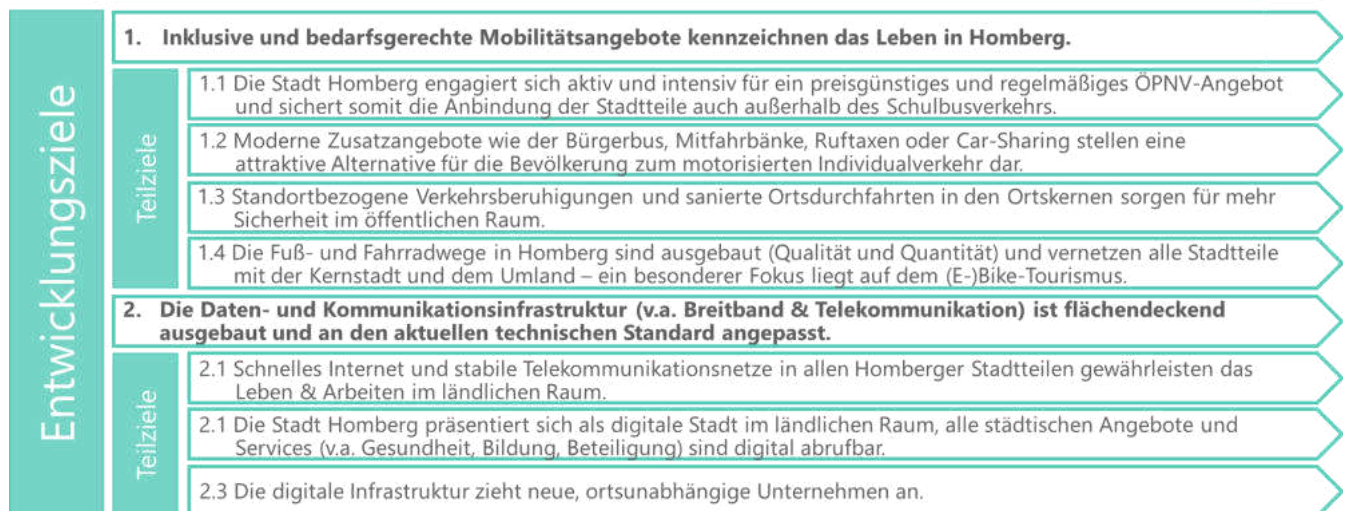 Entwicklungsziele
1. Inklusive und bedarfsgerechte Mobilitätsangebote kennzeichnen das Leben in Homberg.
Teilziele
1.1 Die Stadt Homberg engagiert sich aktiv und intensiv für ein preisgünstiges und regelmäßiges ÖPNV-Angebot
und sichert somit die Anbindung der Stadtteile auch außerhalb des Schulbusverkehrs.
1.2 Moderne Zusatzangebote wie der Bürgerbus, Mitfahrbänke, Ruftaxen oder Car-Sharing stellen eine
attraktive Alternative für die Bevölkerung zum motorisierten Individualverkehr dar.
1.3 Standortbezogene Verkehrsberuhigungen und sanierte Ortsdurchfahrten in den Ortskernen sorgen für mehr
Sicherheit im öffentlichen Raum.
1.4 Die Fuß- und Fahrradwege in Homberg sind ausgebaut (Qualität und Quantität) und vernetzen alle Stadtteile
mit der Kernstadt und dem Umland – ein besonderer Fokus liegt auf dem (E-)Bike-Tourismus.
2. Die Daten- und Kommunikationsinfrastruktur (v.a. Breitband & Telekommunikation) ist flächendeckend
ausgebaut und an den aktuellen technischen Standard angepasst.
Teilziele
2.1 Schnelles Internet und stabile Telekommunikationsnetze in allen Homberger Stadtteilen gewährleisten das
Leben & Arbeiten im ländlichen Raum.
2.1 Die Stadt Homberg präsentiert sich als digitale Stadt im ländlichen Raum, alle städtischen Angebote und
Services (v.a. Gesundheit, Bildung, Beteiligung) sind digital abrufbar.
2.3 Die digitale Infrastruktur zieht neue, ortsunabhängige Unternehmen an.